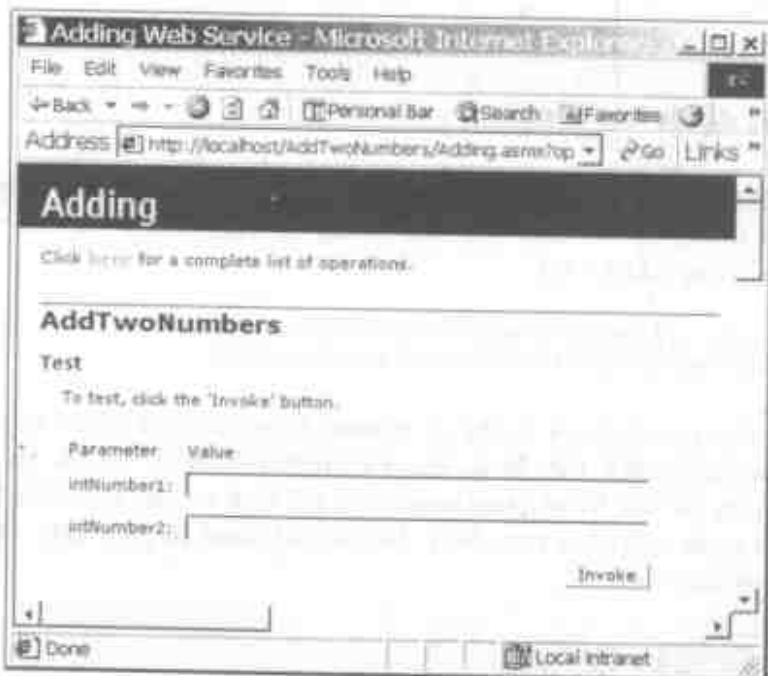 Adding Web Service - Microsoft Internet Explorer
File Edit View Favorites Tools Help
Back Personal Bar Search Favorites
Address http://localhost/AddTwoNumbers/Adding.asmx?op Go Links
Adding
Click here for a complete list of operations.
AddTwoNumbers
Test
To test, click the 'Invoke' button.
Parameter Value
intNumber1:
intNumber2:
Invoke
Done Local intranet